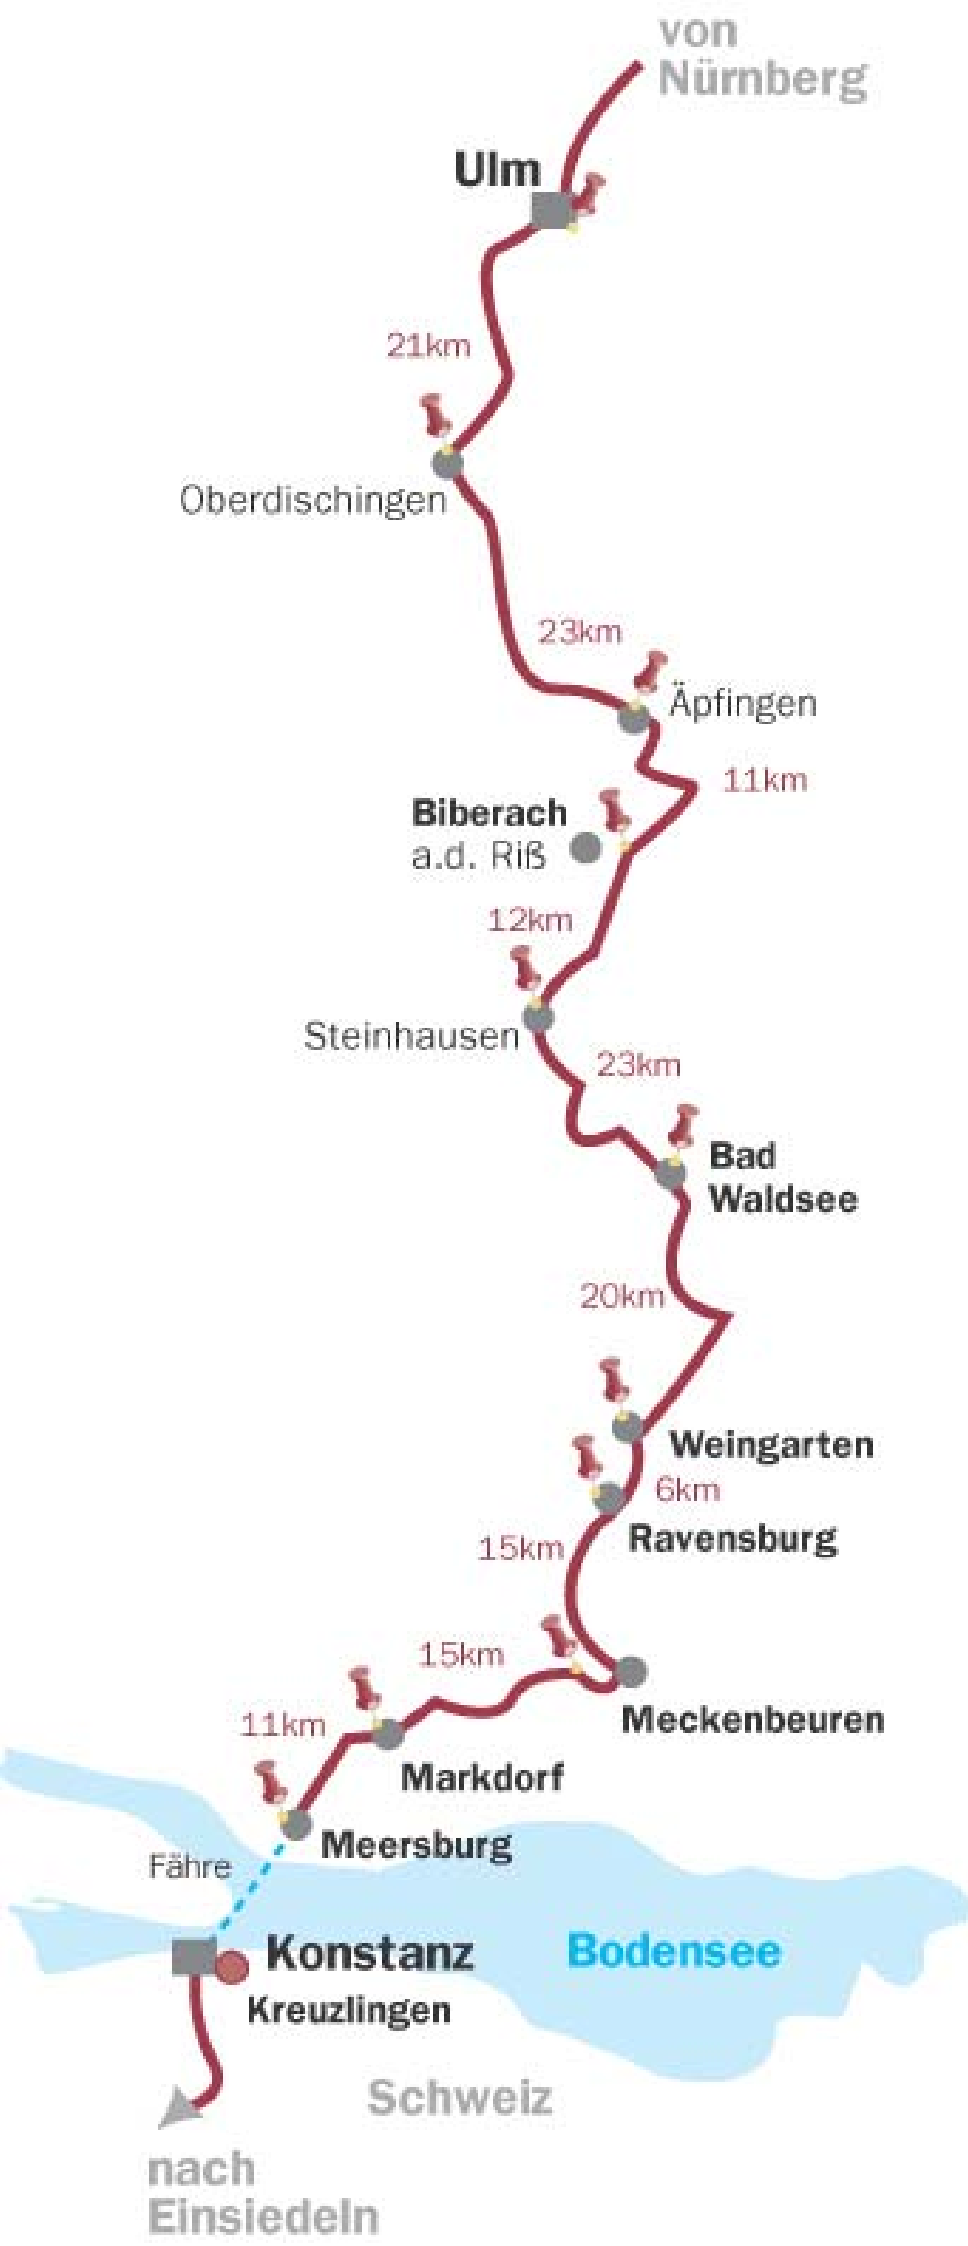 von
Nürnberg
Ulm
21km
Oberdischingen
23km
Äpfingen
11km
Biberach
a.d. Riß
12km
Steinhausen
23km
Bad
Waldsee
20km
Weingarten
6km
Ravensburg
15km
15km
Meckenbeuren
11km
Markdorf
Meersburg
Fähre
Konstanz
Bodensee
Kreuzlingen
Schweiz
nach
Einsiedeln